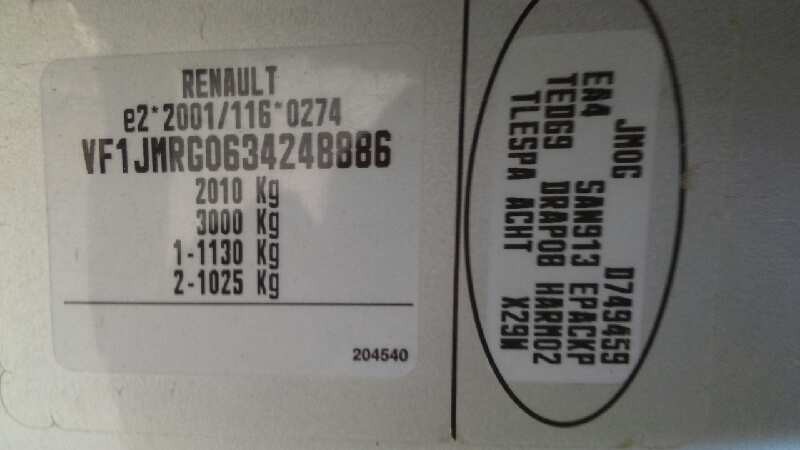 RENAULT
e2*2001/116*0274
VF1JMRG0634248886
2010 Kg
3000 Kg
1-1130 Kg
2-1025 Kg
204540
JM0G D749459
EA4 SAN913 EPACKP
TED69 DRAP08 HARM02
TLESPA ACHT X29W